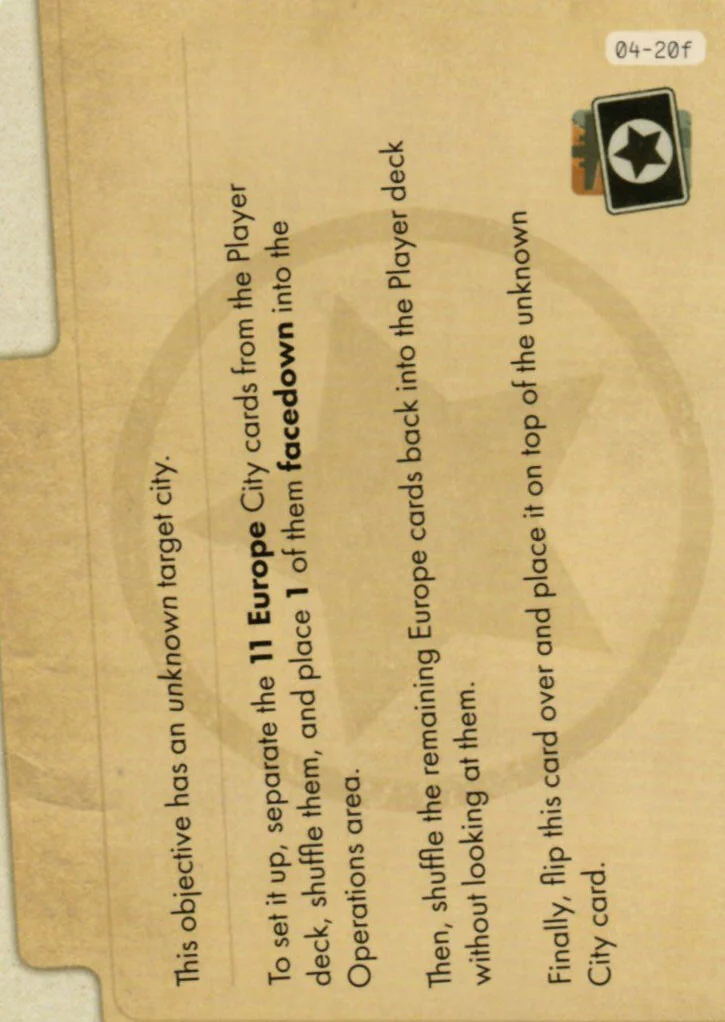 This objective has an unknown target city.
To set it up, separate the 11 Europe City cards from the Player
deck, shuffle them, and place 1 of them facedown into the
Operations area.
Then, shuffle the remaining Europe cards back into the Player deck
without looking at them.
Finally, flip this card over and place it on top of the unknown
City card.
04-20f